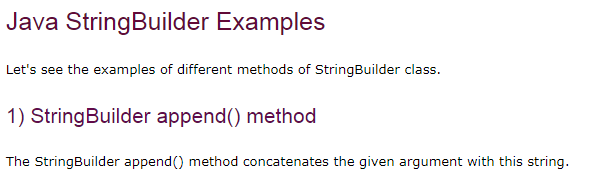 Java StringBuilder Examples
Let's see the examples of different methods of StringBuilder class.
1) StringBuilder append() method
The StringBuilder append() method concatenates the given argument with this string.